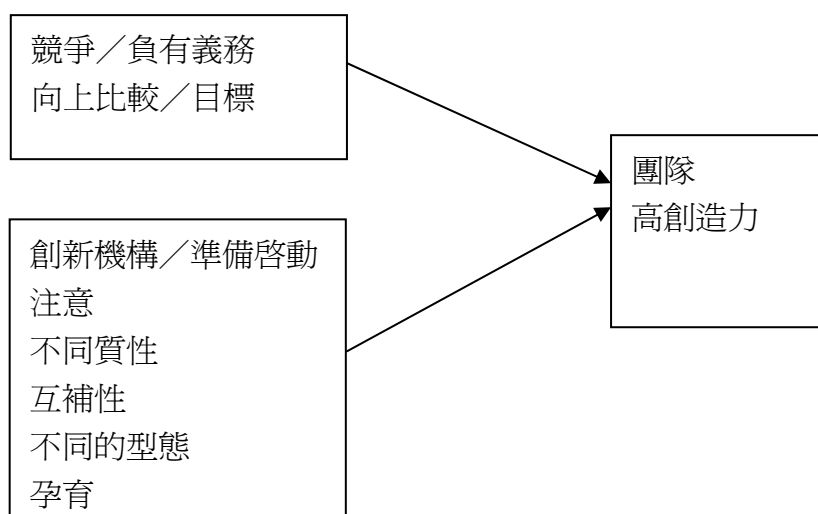 競爭／負有義務
向上比較／目標
團隊
高創造力
創新機構／準備啓動
注意
不同質性
互補性
不同的型態
孕育